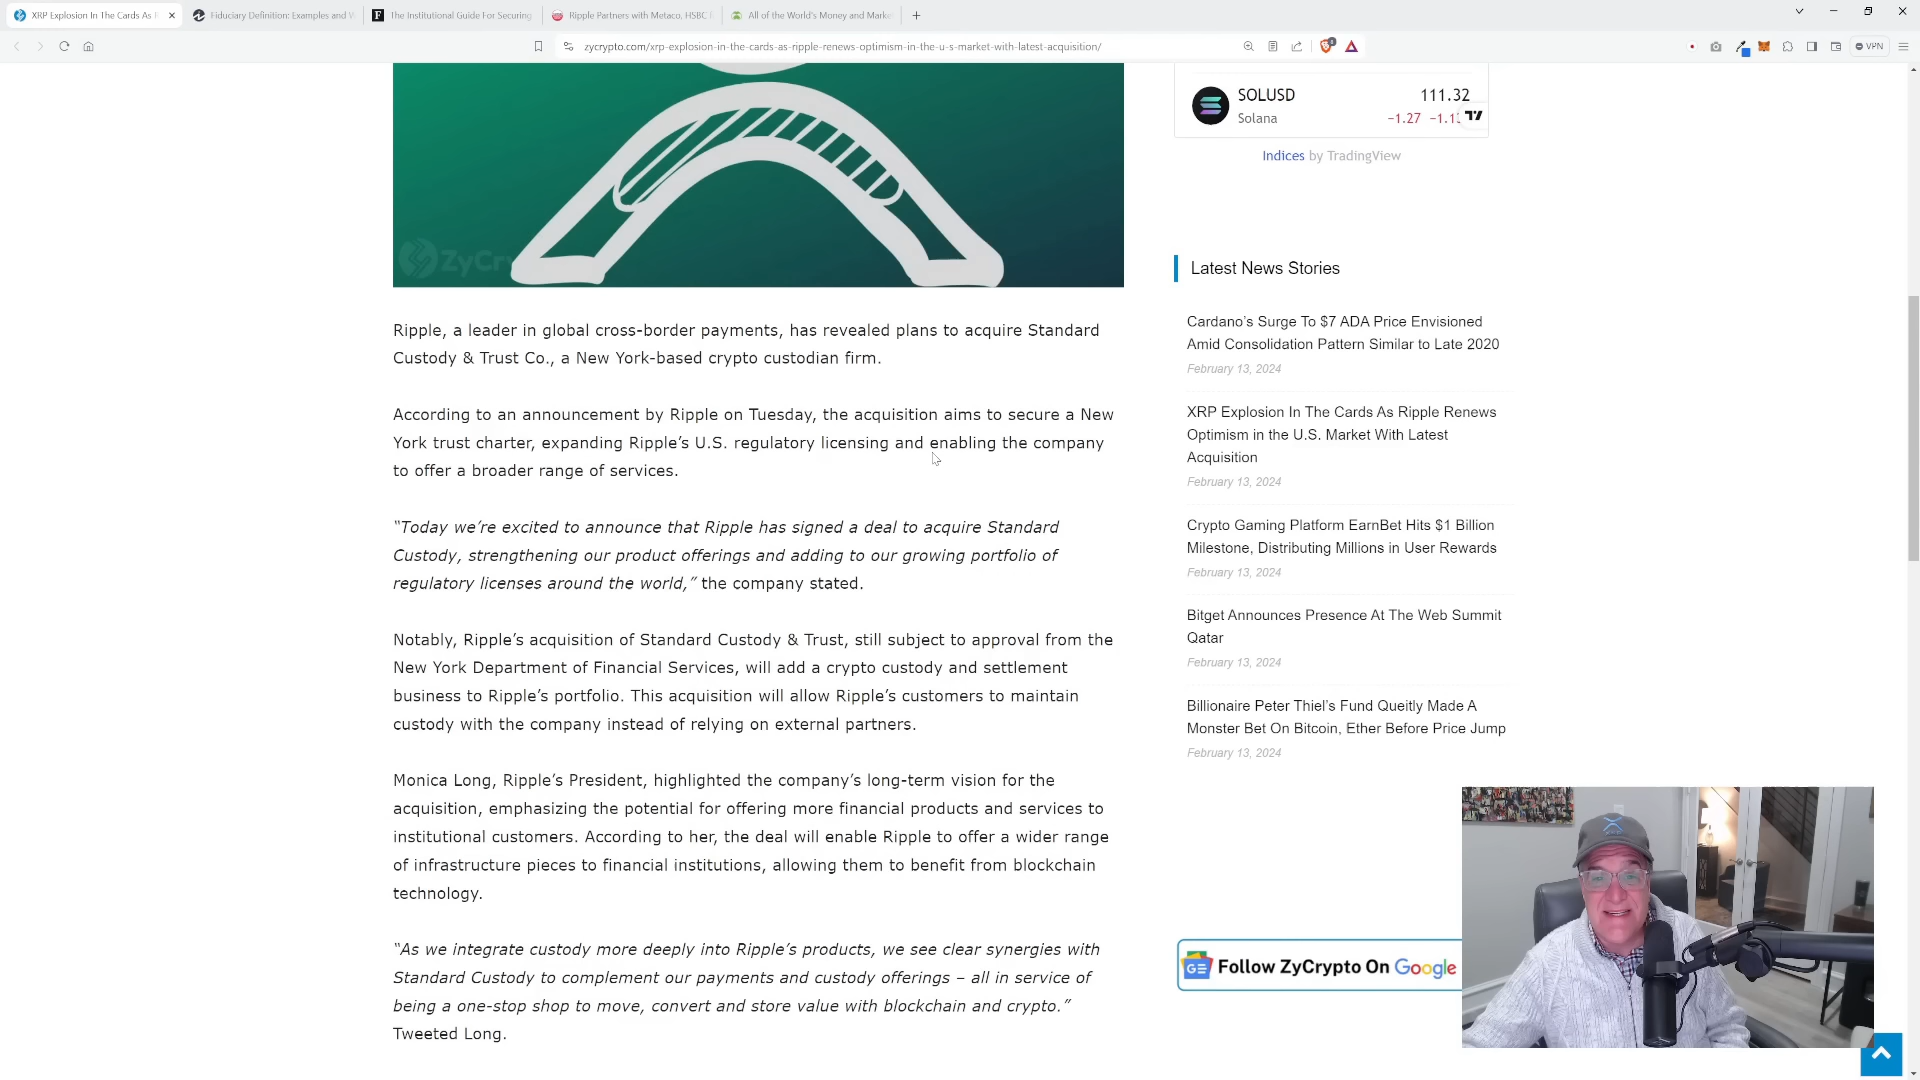 XRP Explosion In The Cards As R
Fiduciary Definition: Examples and V
The Institutional Guide For Securing
Ripple Partners with Metaco, HSBC
All of the World's Money and Marke
zycrypto.com/xrp-explosion-in-the-cards-as-ripple-renews-optimism-in-the-u-s-market-with-latest-acquisition/
VPN
SOLUSD
111.32
Solana
−1.27 −1.1
Indices by TradingView
ZyCry
Latest News Stories
Cardano’s Surge To $7 ADA Price Envisioned
Amid Consolidation Pattern Similar to Late 2020
February 13, 2024
XRP Explosion In The Cards As Ripple Renews
Optimism in the U.S. Market With Latest
Acquisition
February 13, 2024
Crypto Gaming Platform EarnBet Hits $1 Billion
Milestone, Distributing Millions in User Rewards
February 13, 2024
Bitget Announces Presence At The Web Summit
Qatar
February 13, 2024
Billionaire Peter Thiel’s Fund Queitly Made A
Monster Bet On Bitcoin, Ether Before Price Jump
February 13, 2024
Ripple, a leader in global cross-border payments, has revealed plans to acquire Standard
Custody & Trust Co., a New York-based crypto custodian firm.
According to an announcement by Ripple on Tuesday, the acquisition aims to secure a New
York trust charter, expanding Ripple’s U.S. regulatory licensing and enabling the company
to offer a broader range of services.
“Today we’re excited to announce that Ripple has signed a deal to acquire Standard
Custody, strengthening our product offerings and adding to our growing portfolio of
regulatory licenses around the world,” the company stated.
Notably, Ripple’s acquisition of Standard Custody & Trust, still subject to approval from the
New York Department of Financial Services, will add a crypto custody and settlement
business to Ripple’s portfolio. This acquisition will allow Ripple’s customers to maintain
custody with the company instead of relying on external partners.
Monica Long, Ripple’s President, highlighted the company’s long-term vision for the
acquisition, emphasizing the potential for offering more financial products and services to
institutional customers. According to her, the deal will enable Ripple to offer a wider range
of infrastructure pieces to financial institutions, allowing them to benefit from blockchain
technology.
“As we integrate custody more deeply into Ripple’s products, we see clear synergies with
Standard Custody to complement our payments and custody offerings – all in service of
being a one-stop shop to move, convert and store value with blockchain and crypto.”
Tweeted Long.
Follow ZyCrypto On Google